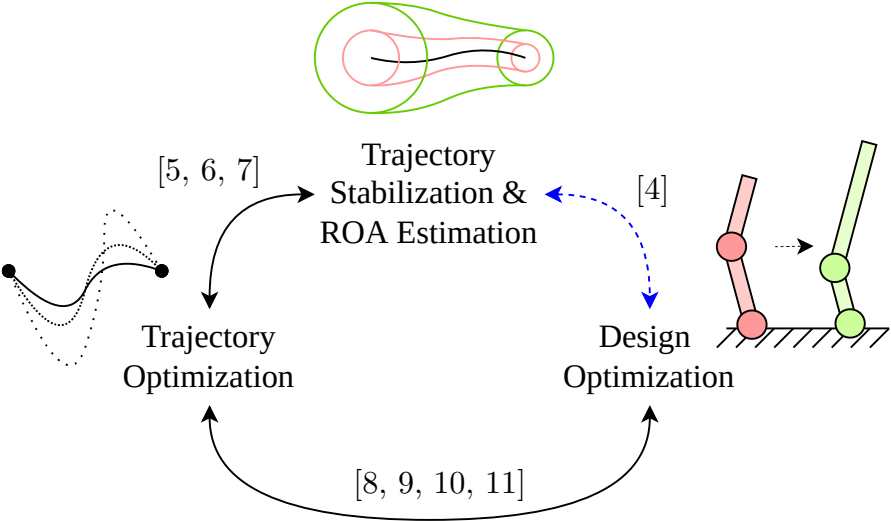 Trajectory
Stabilization &
ROA Estimation
[5, 6, 7]
[4]
Trajectory
Optimization
Design
Optimization
[8, 9, 10, 11]